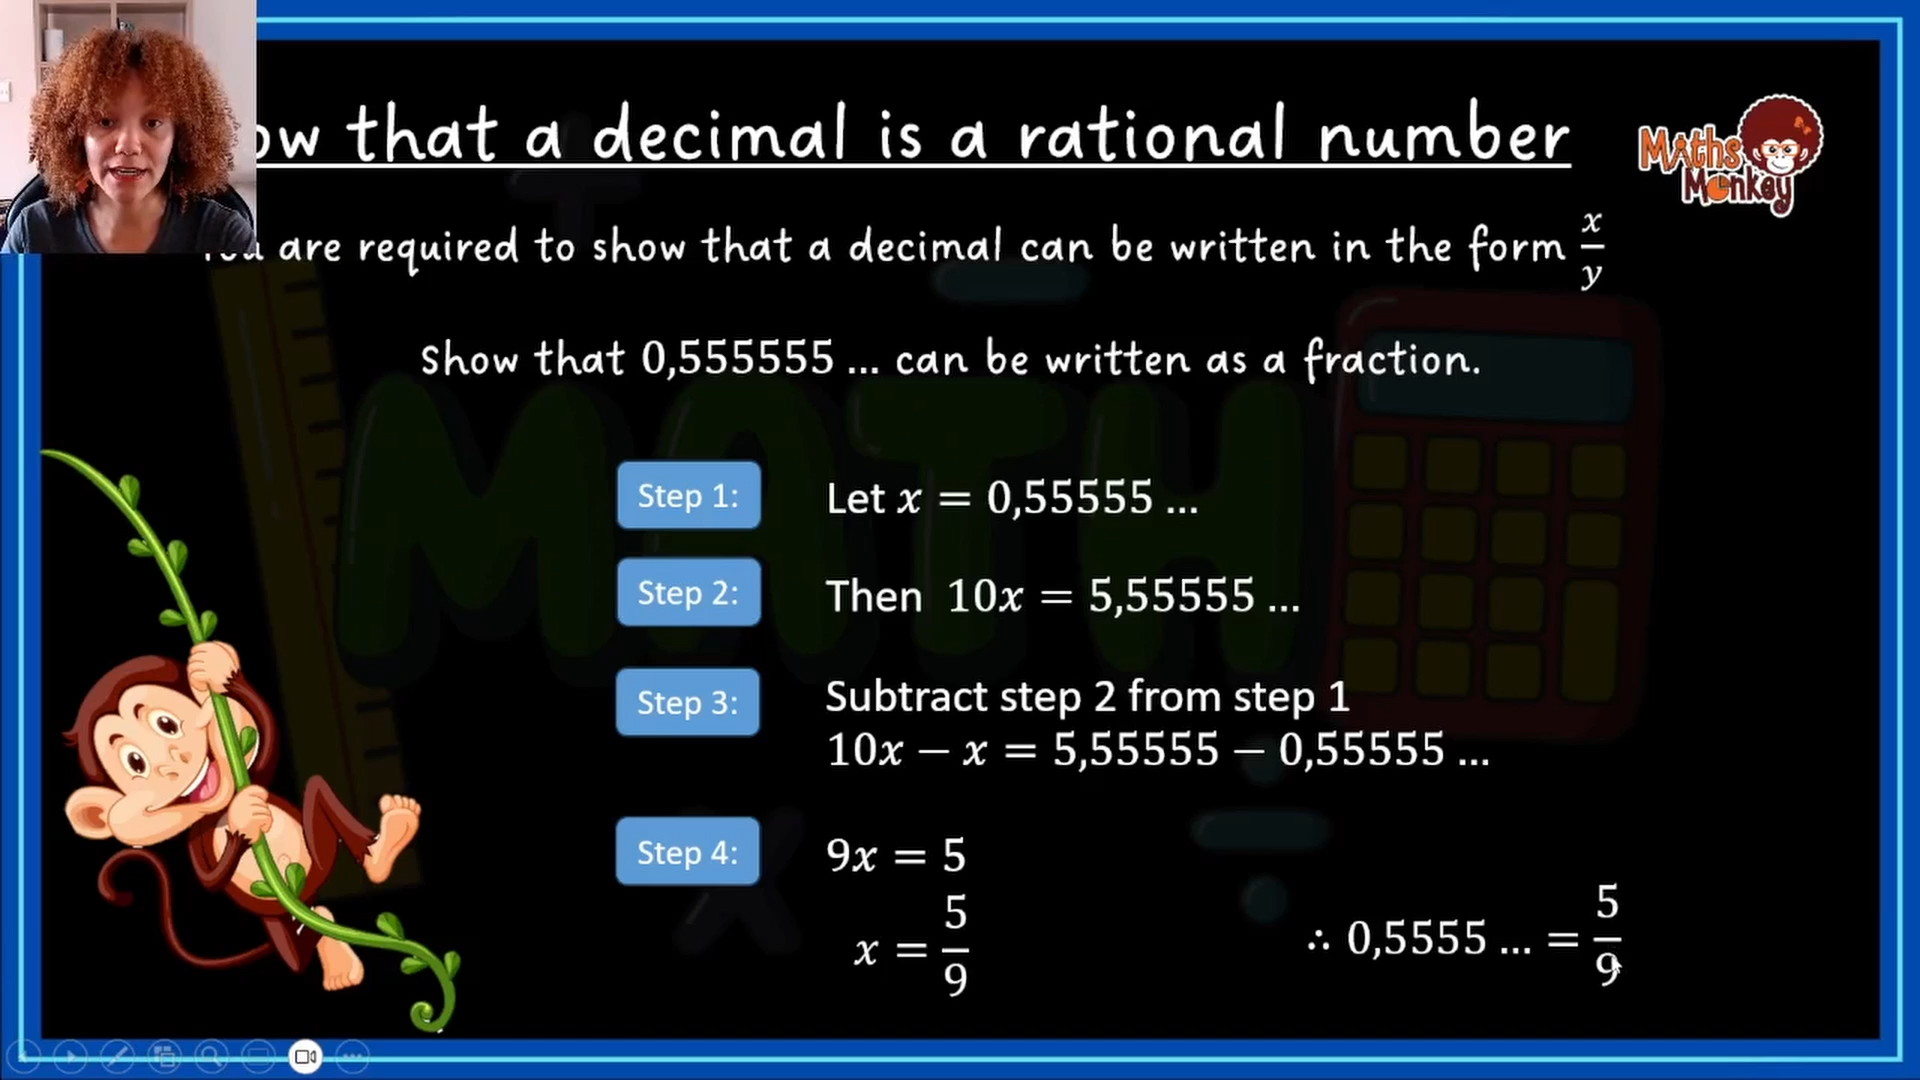 ow that a decimal is a rational number
Maths
Monkey
are required to show that a decimal can be written in the form x/y
Show that 0,555555 ... can be written as a fraction.
MATH
Step 1: Let x = 0,55555 ...
Step 2: Then 10x = 5,55555 ...
Step 3: Subtract step 2 from step 1
10x − x = 5,55555 − 0,55555 ...
Step 4: 9x = 5
x = 5/9
∴ 0,5555 ... = 5/9